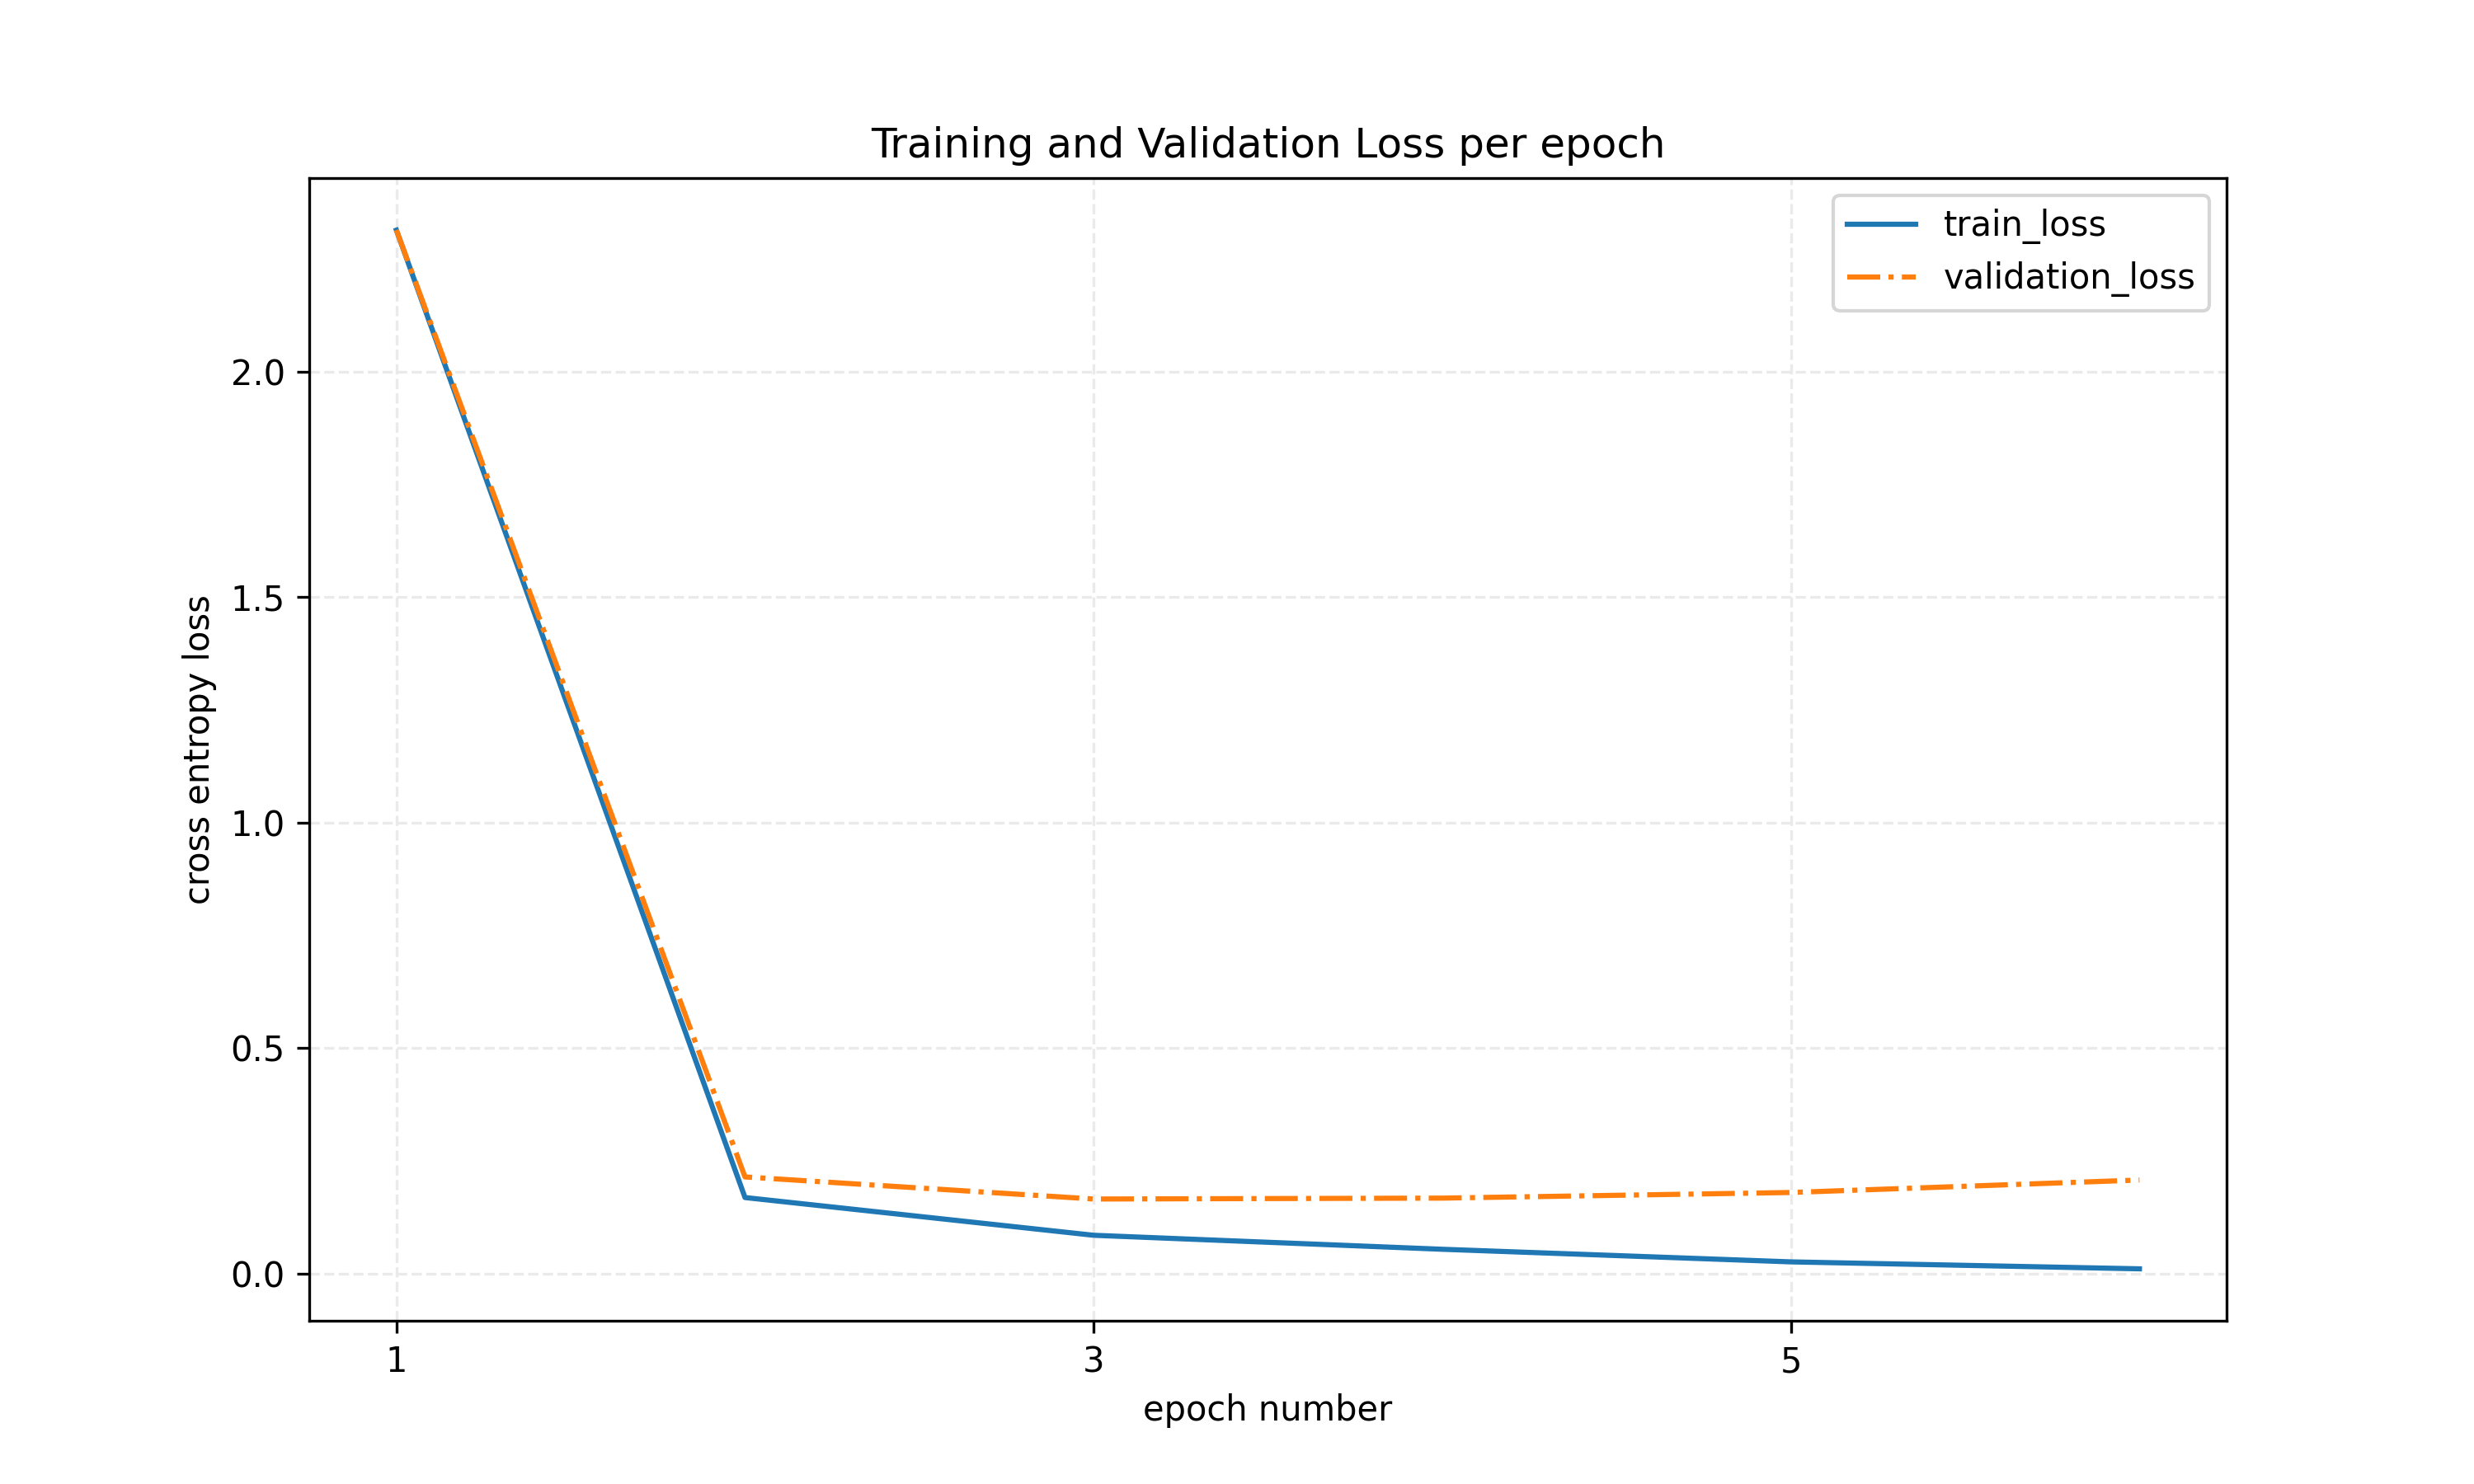 Training and Validation Loss per epoch
train_loss
validation_loss
cross entropy loss
2.0
1.5
1.0
0.5
0.0
1 3 5
epoch number